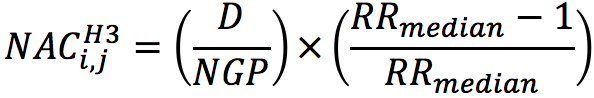 NAC_{i,j}^{H3} = (D/NGP) × ((RR_{median} − 1)/RR_{median})